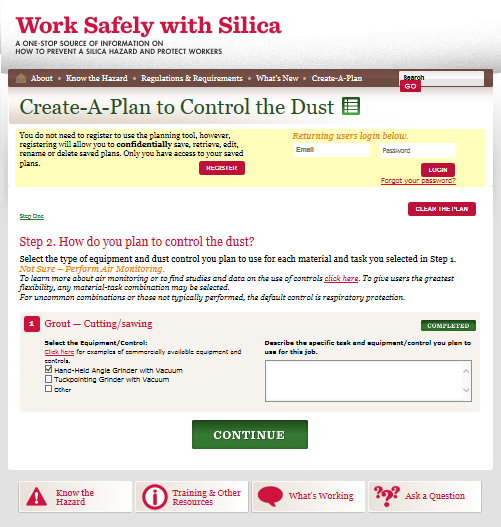 Work Safely with Silica
A ONE-STOP SOURCE OF INFORMATION ON
HOW TO PREVENT A SILICA HAZARD AND PROTECT WORKERS
About • Know the Hazard • Regulations & Requirements • What's New • Create-A-Plan
Search
GO
Create-A-Plan to Control the Dust
You do not need to register to use the planning tool, however,
registering will allow you to confidentially save, retrieve, edit,
rename or delete saved plans. Only you have access to your saved
plans.
REGISTER
Returning users login below.
Email
Password
LOGIN
Forgot your password?
CLEAR THE PLAN
Step One
Step 2. How do you plan to control the dust?
Select the type of equipment and dust control you plan to use for each material and task you selected in Step 1.
Not Sure – Perform Air Monitoring.
To learn more about air monitoring or to find studies and data on the use of controls click here. To give users the greatest
flexibility, any material-task combination may be selected.
For uncommon combinations or those not typically performed, the default control is respiratory protection.
1 Grout — Cutting/sawing
COMPLETED
Select the Equipment/Control:
Click here for examples of commercially available equipment and
controls.
Hand-Held Angle Grinder with Vacuum
Tuckpointing Grinder with Vacuum
Other
Describe the specific task and equipment/control you plan to
use for this job.
CONTINUE
Know the
Hazard
Training & Other
Resources
What's Working
Ask a Question